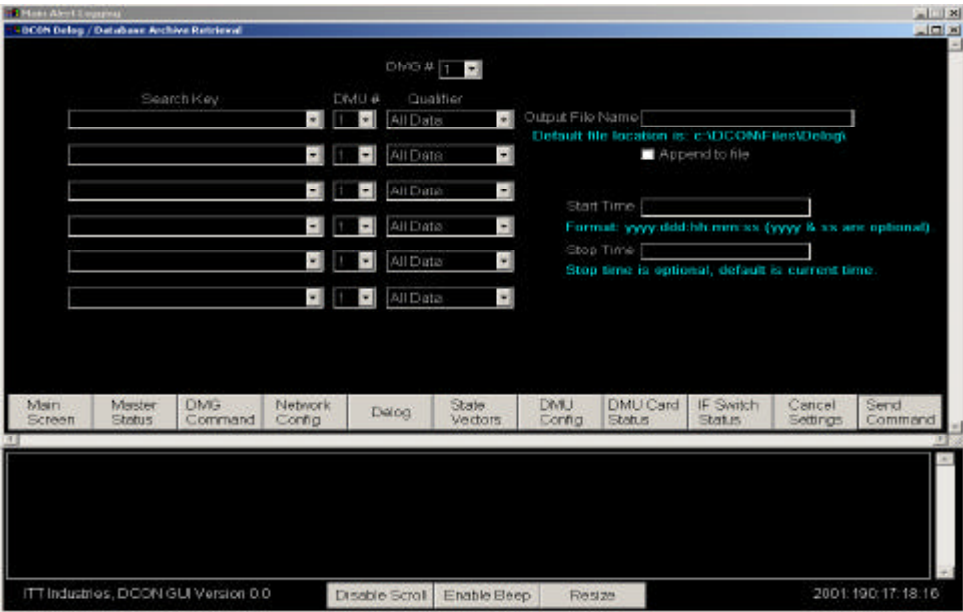 Main Alert Logging
DCON Delog / Database Archive Retrieval
DMG # 1
Search Key DMU # Qualifier
1 All Data Output File Name
Default file location is: c:\DCON\Files\Delog\
1 All Data Append to file
1 All Data
Start Time
1 All Data Format: yyyy ddd:hh:mm:ss (yyyy & ss are optional)
Stop Time
1 All Data Stop time is optional, default is current time.
1 All Data
Main Screen Master Status DMG Command Network Config Delog State Vectors DMU Config DMU Card Status IF Switch Status Cancel Settings Send Command
ITT Industries, DCON GUI Version 0.0 Disable Scroll Enable Beep Resize 2001:190:17:18:16